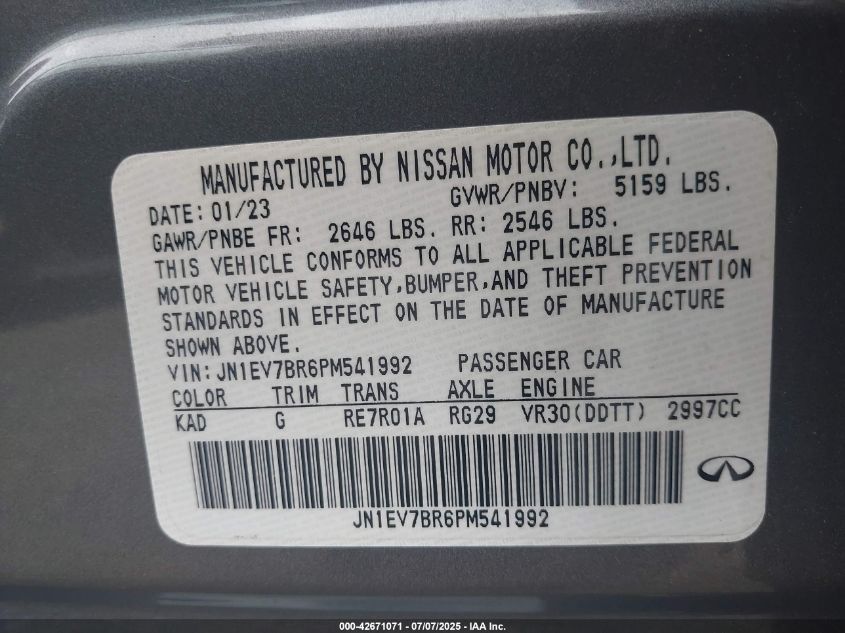 MANUFACTURED BY NISSAN MOTOR CO.,LTD.
DATE: 01/23 GVWR/PNBV: 5159 LBS.
GAWR/PNBE FR: 2646 LBS. RR: 2546 LBS.
THIS VEHICLE CONFORMS TO ALL APPLICABLE FEDERAL
MOTOR VEHICLE SAFETY,BUMPER,AND THEFT PREVENTION
STANDARDS IN EFFECT ON THE DATE OF MANUFACTURE
SHOWN ABOVE.
VIN:JN1EV7BR6PM541992 PASSENGER CAR
COLOR TRIM TRANS AXLE ENGINE
KAD G RE7R01A RG29 VR30(DDTT) 2997CC
JN1EV7BR6PM541992
000-42671071 - 07/07/2025 - IAA Inc.